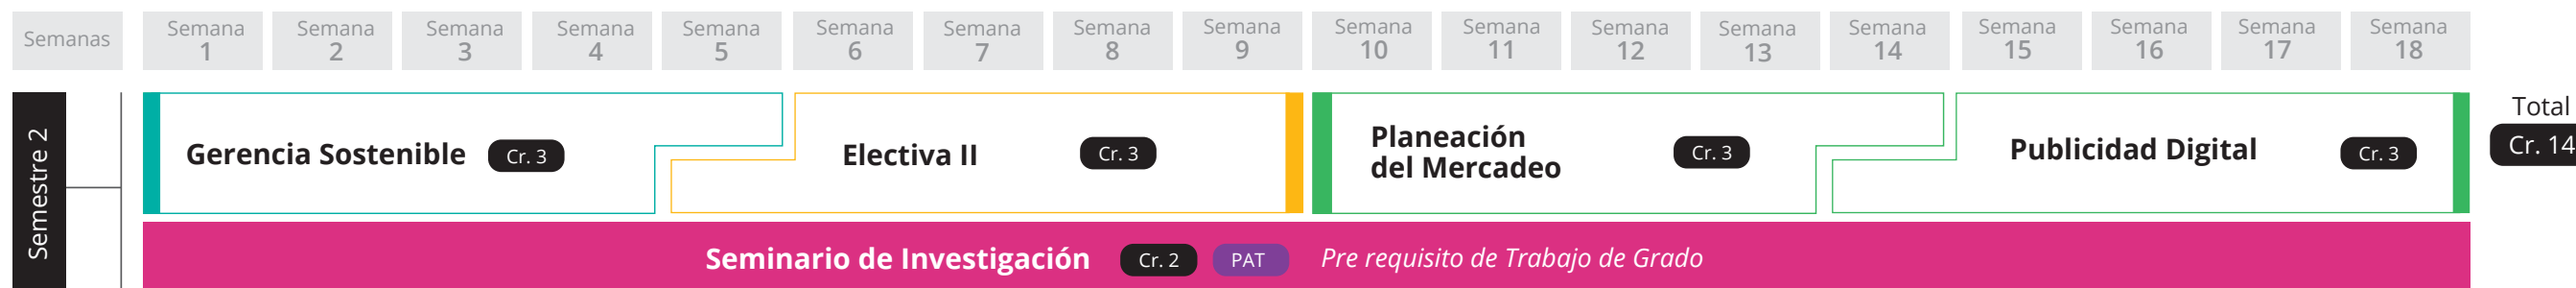 Semanas
Semana
1
Semana
2
Semana
3
Semana
4
Semana
5
Semana
6
Semana
7
Semana
8
Semana
9
Semana
10
Semana
11
Semana
12
Semana
13
Semana
14
Semana
15
Semana
16
Semana
17
Semana
18
Semestre 2
Gerencia Sostenible Cr. 3
Electiva II Cr. 3
Planeación
del Mercadeo Cr. 3
Publicidad Digital Cr. 3
Total
Cr. 14
Seminario de Investigación Cr. 2 PAT Pre requisito de Trabajo de Grado